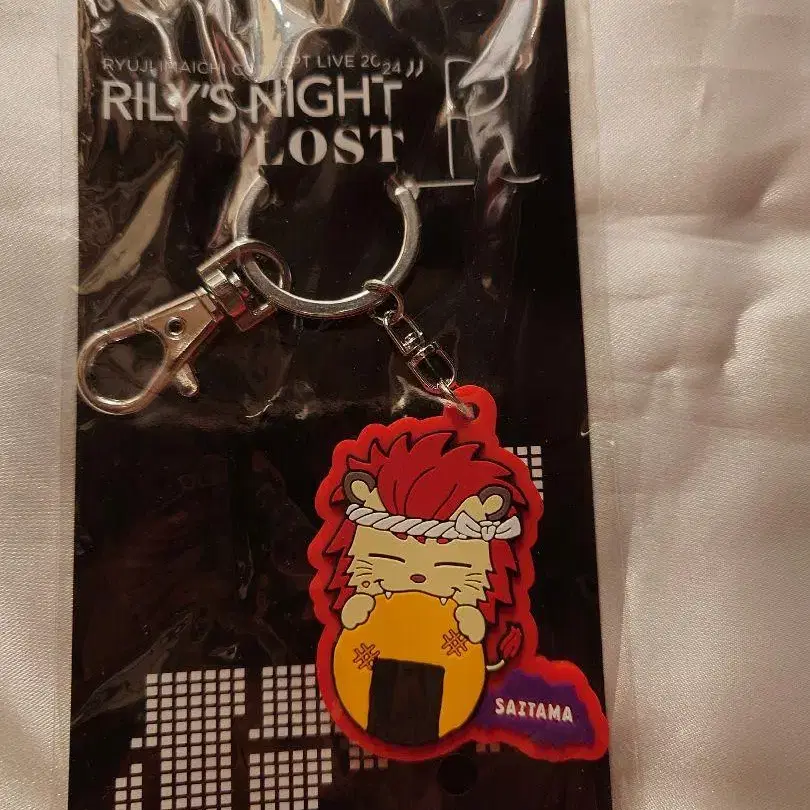 RYUJI IMAICHI CONCEPT LIVE 2024
RILY'S NIGHT"
LOST
"R"
SAITAMA